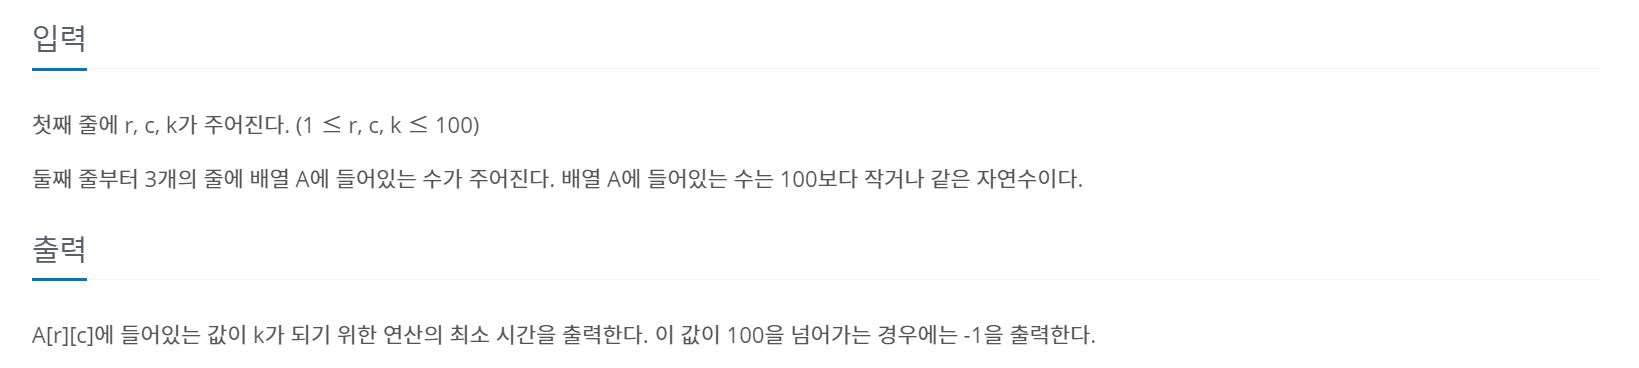 입력
첫째 줄에 r, c, k가 주어진다. (1 ≤ r, c, k ≤ 100)
둘째 줄부터 3개의 줄에 배열 A에 들어있는 수가 주어진다. 배열 A에 들어있는 수는 100보다 작거나 같은 자연수이다.
출력
A[r][c]에 들어있는 값이 k가 되기 위한 연산의 최소 시간을 출력한다. 이 값이 100을 넘어가는 경우에는 -1을 출력한다.